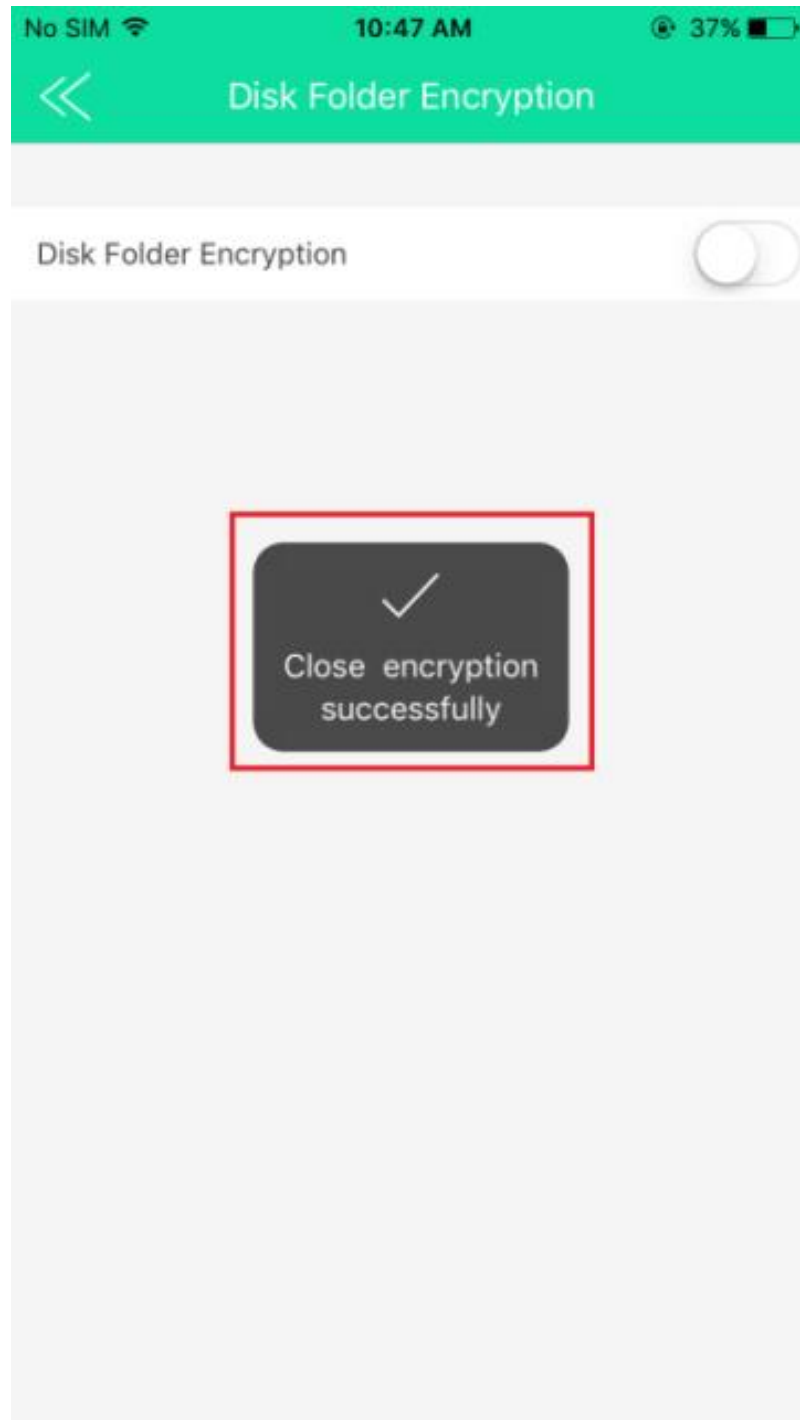 No SIM 10:47 AM 37%
Disk Folder Encryption
Disk Folder Encryption
Close encryption
successfully